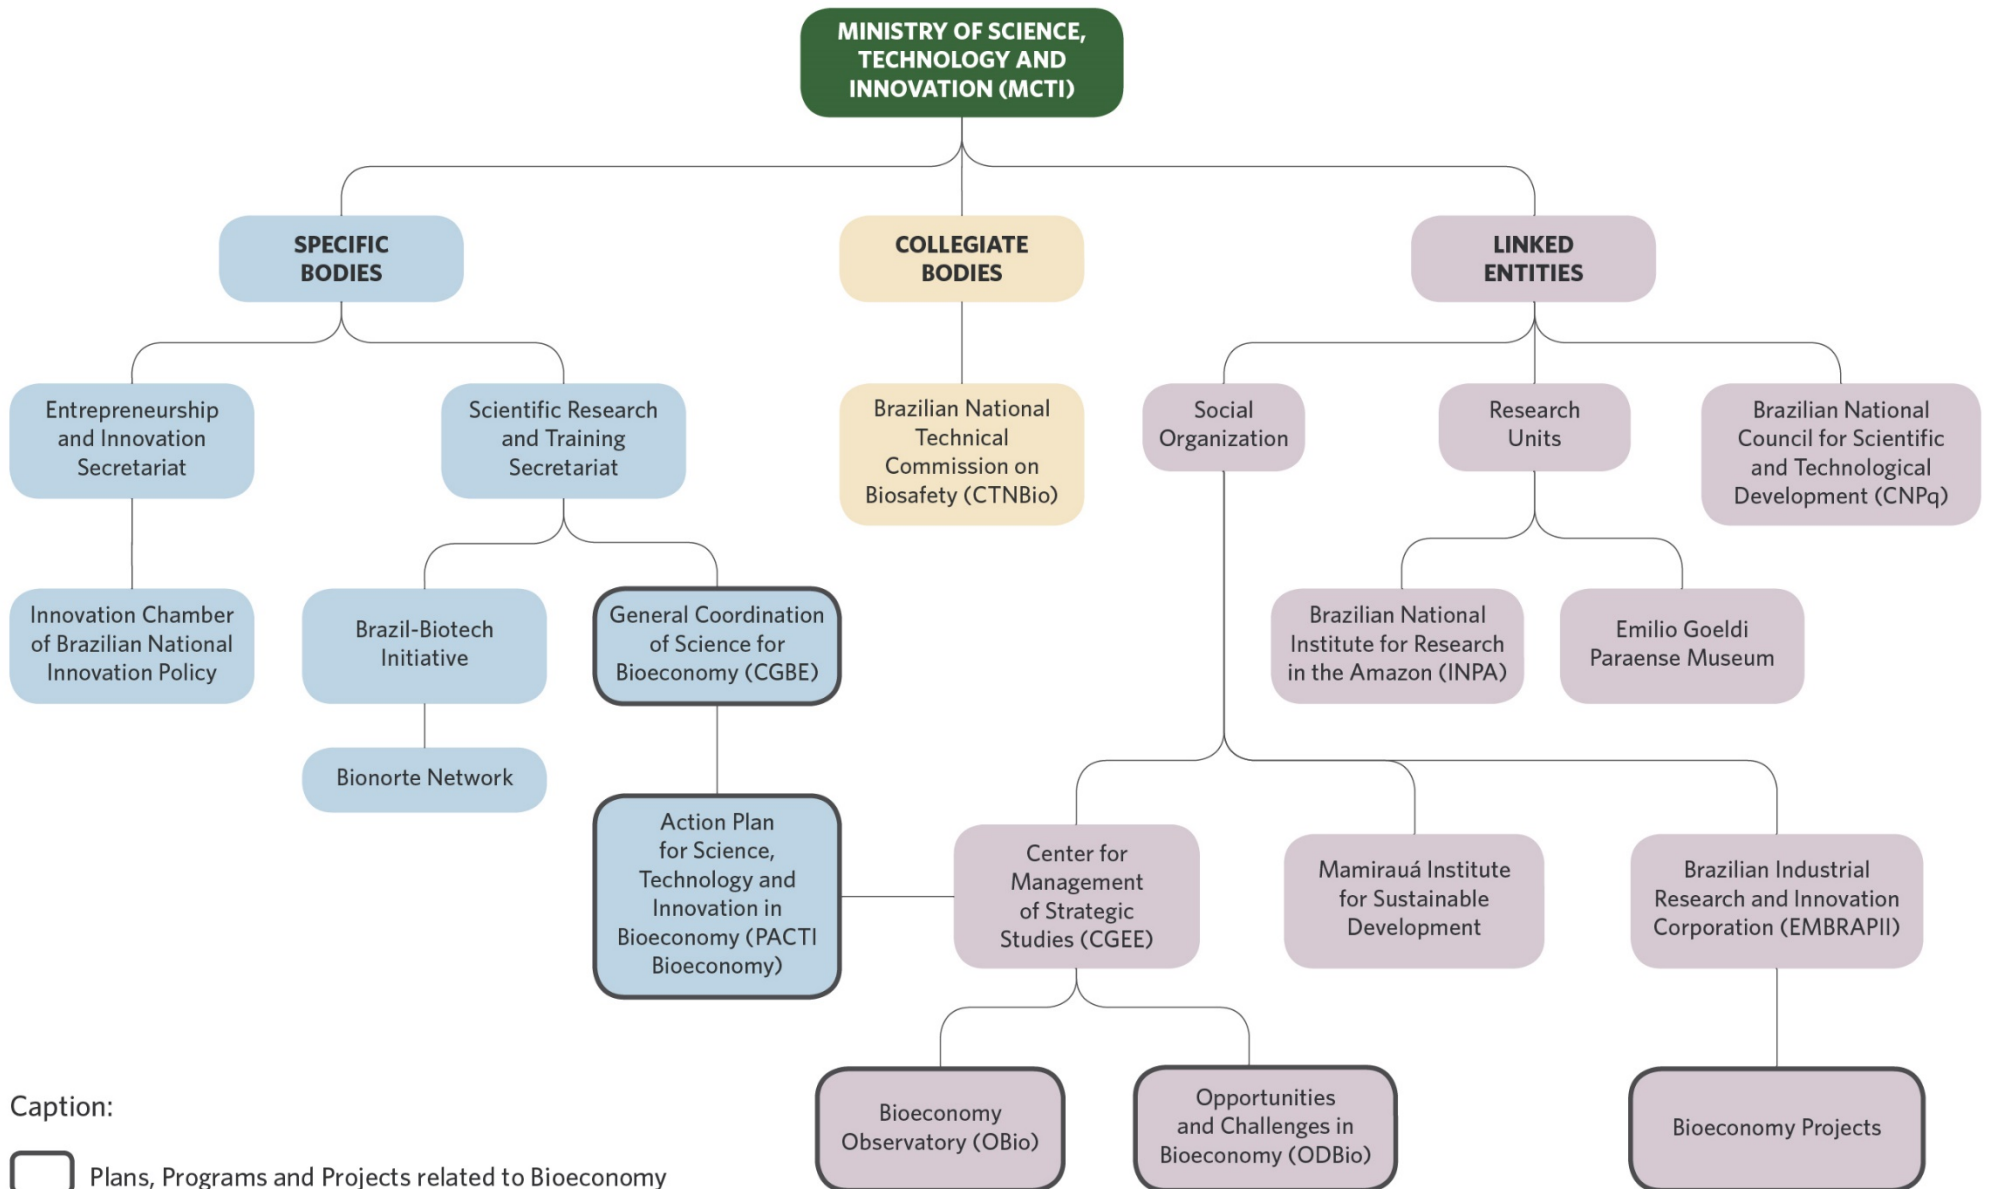 MINISTRY OF SCIENCE,
TECHNOLOGY AND
INNOVATION (MCTI)
SPECIFIC
BODIES
COLLEGIATE
BODIES
LINKED
ENTITIES
Entrepreneurship
and Innovation
Secretariat
Scientific Research
and Training
Secretariat
Brazilian National
Technical
Commission on
Biosafety (CTNBio)
Social
Organization
Research
Units
Brazilian National
Council for Scientific
and Technological
Development (CNPq)
Innovation Chamber
of Brazilian National
Innovation Policy
Brazil-Biotech
Initiative
General Coordination
of Science for
Bioeconomy (CGBE)
Brazilian National
Institute for Research
in the Amazon (INPA)
Emilio Goeldi
Paraense Museum
Bionorte Network
Action Plan
for Science,
Technology and
Innovation in
Bioeconomy (PACTI
Bioeconomy)
Center for
Management
of Strategic
Studies (CGEE)
Mamirauá Institute
for Sustainable
Development
Brazilian Industrial
Research and Innovation
Corporation (EMBRAPII)
Bioeconomy
Observatory (OBio)
Opportunities
and Challenges in
Bioeconomy (ODBio)
Bioeconomy Projects
Caption:
Plans, Programs and Projects related to Bioeconomy